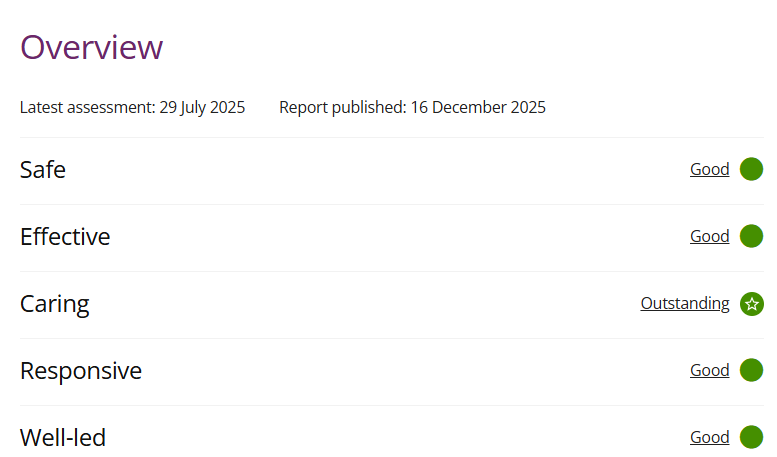 Overview
Latest assessment: 29 July 2025 Report published: 16 December 2025
Safe Good
Effective Good
Caring Outstanding
Responsive Good
Well-led Good